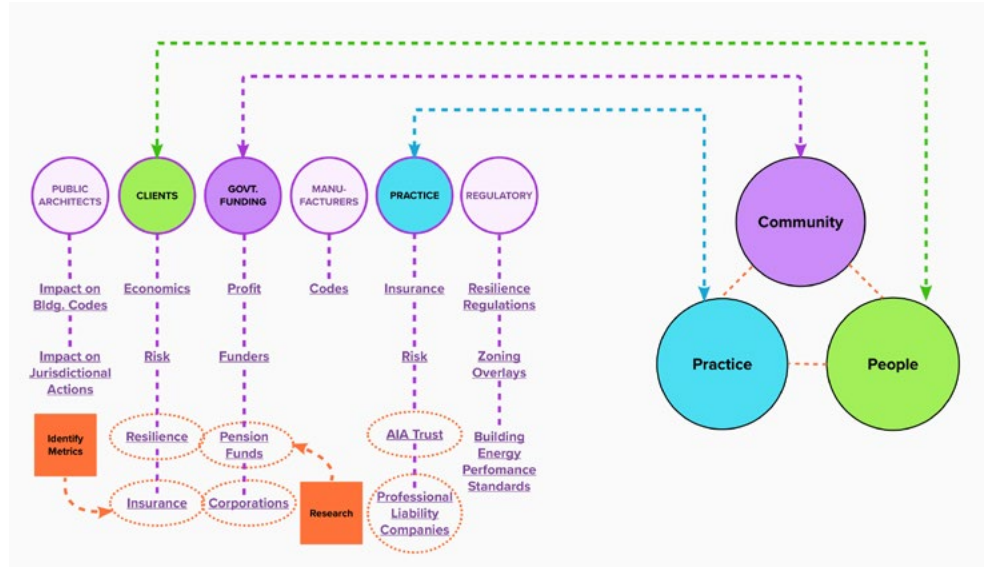 PUBLIC
ARCHITECTS
CLIENTS
GOVT.
FUNDING
MANU-
FACTURERS
PRACTICE
REGULATORY
Impact on
Bldg. Codes
Economics
Profit
Codes
Insurance
Resilience
Regulations
Impact on
Jurisdictional
Actions
Risk
Funders
Risk
Zoning
Overlays
Identify
Metrics
Resilience
Pension
Funds
AIA Trust
Building
Energy
Perfomance
Standards
Insurance
Corporations
Research
Professional
Liability
Companies
Community
Practice
People